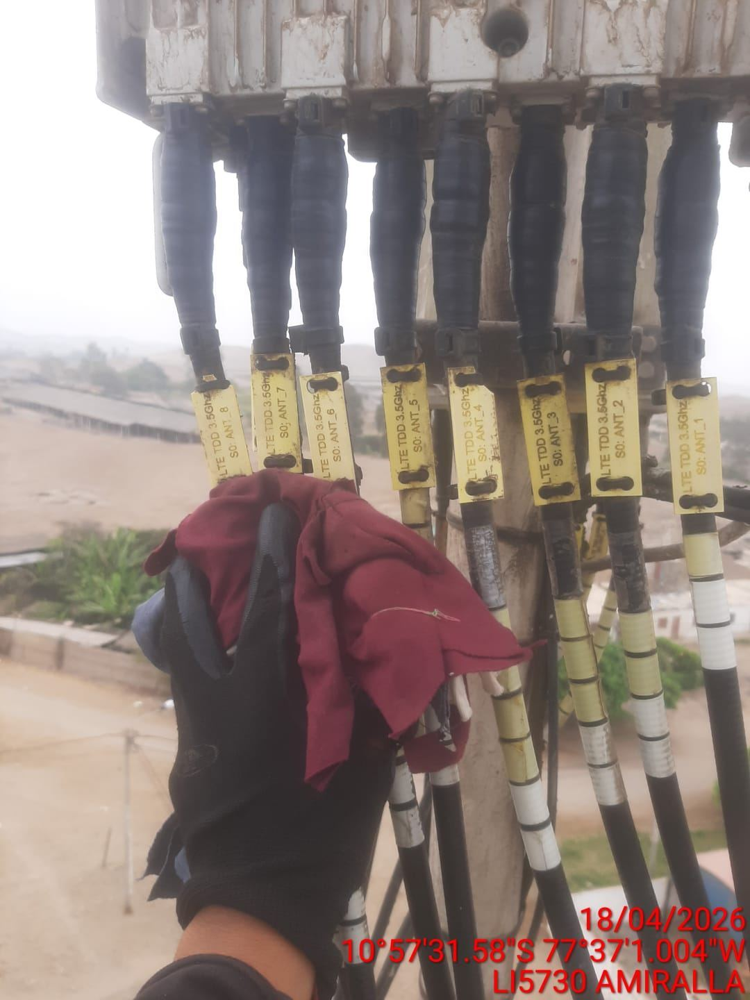 LTE TDD 3.5Ghz
S0: ANT_8
LTE TDD 3.5Ghz
S0: ANT_7
LTE TDD 3.5Ghz
S0: ANT_6
LTE TDD 3.5Ghz
S0: ANT_5
LTE TDD 3.5Ghz
S0: ANT_4
LTE TDD 3.5Ghz
S0: ANT_3
LTE TDD 3.5Ghz
S0: ANT_2
LTE TDD 3.5Ghz
S0: ANT_1
18/04/2026
10°57'31.58"S 77°37'1.004"W
LI5730 AMIRALLA